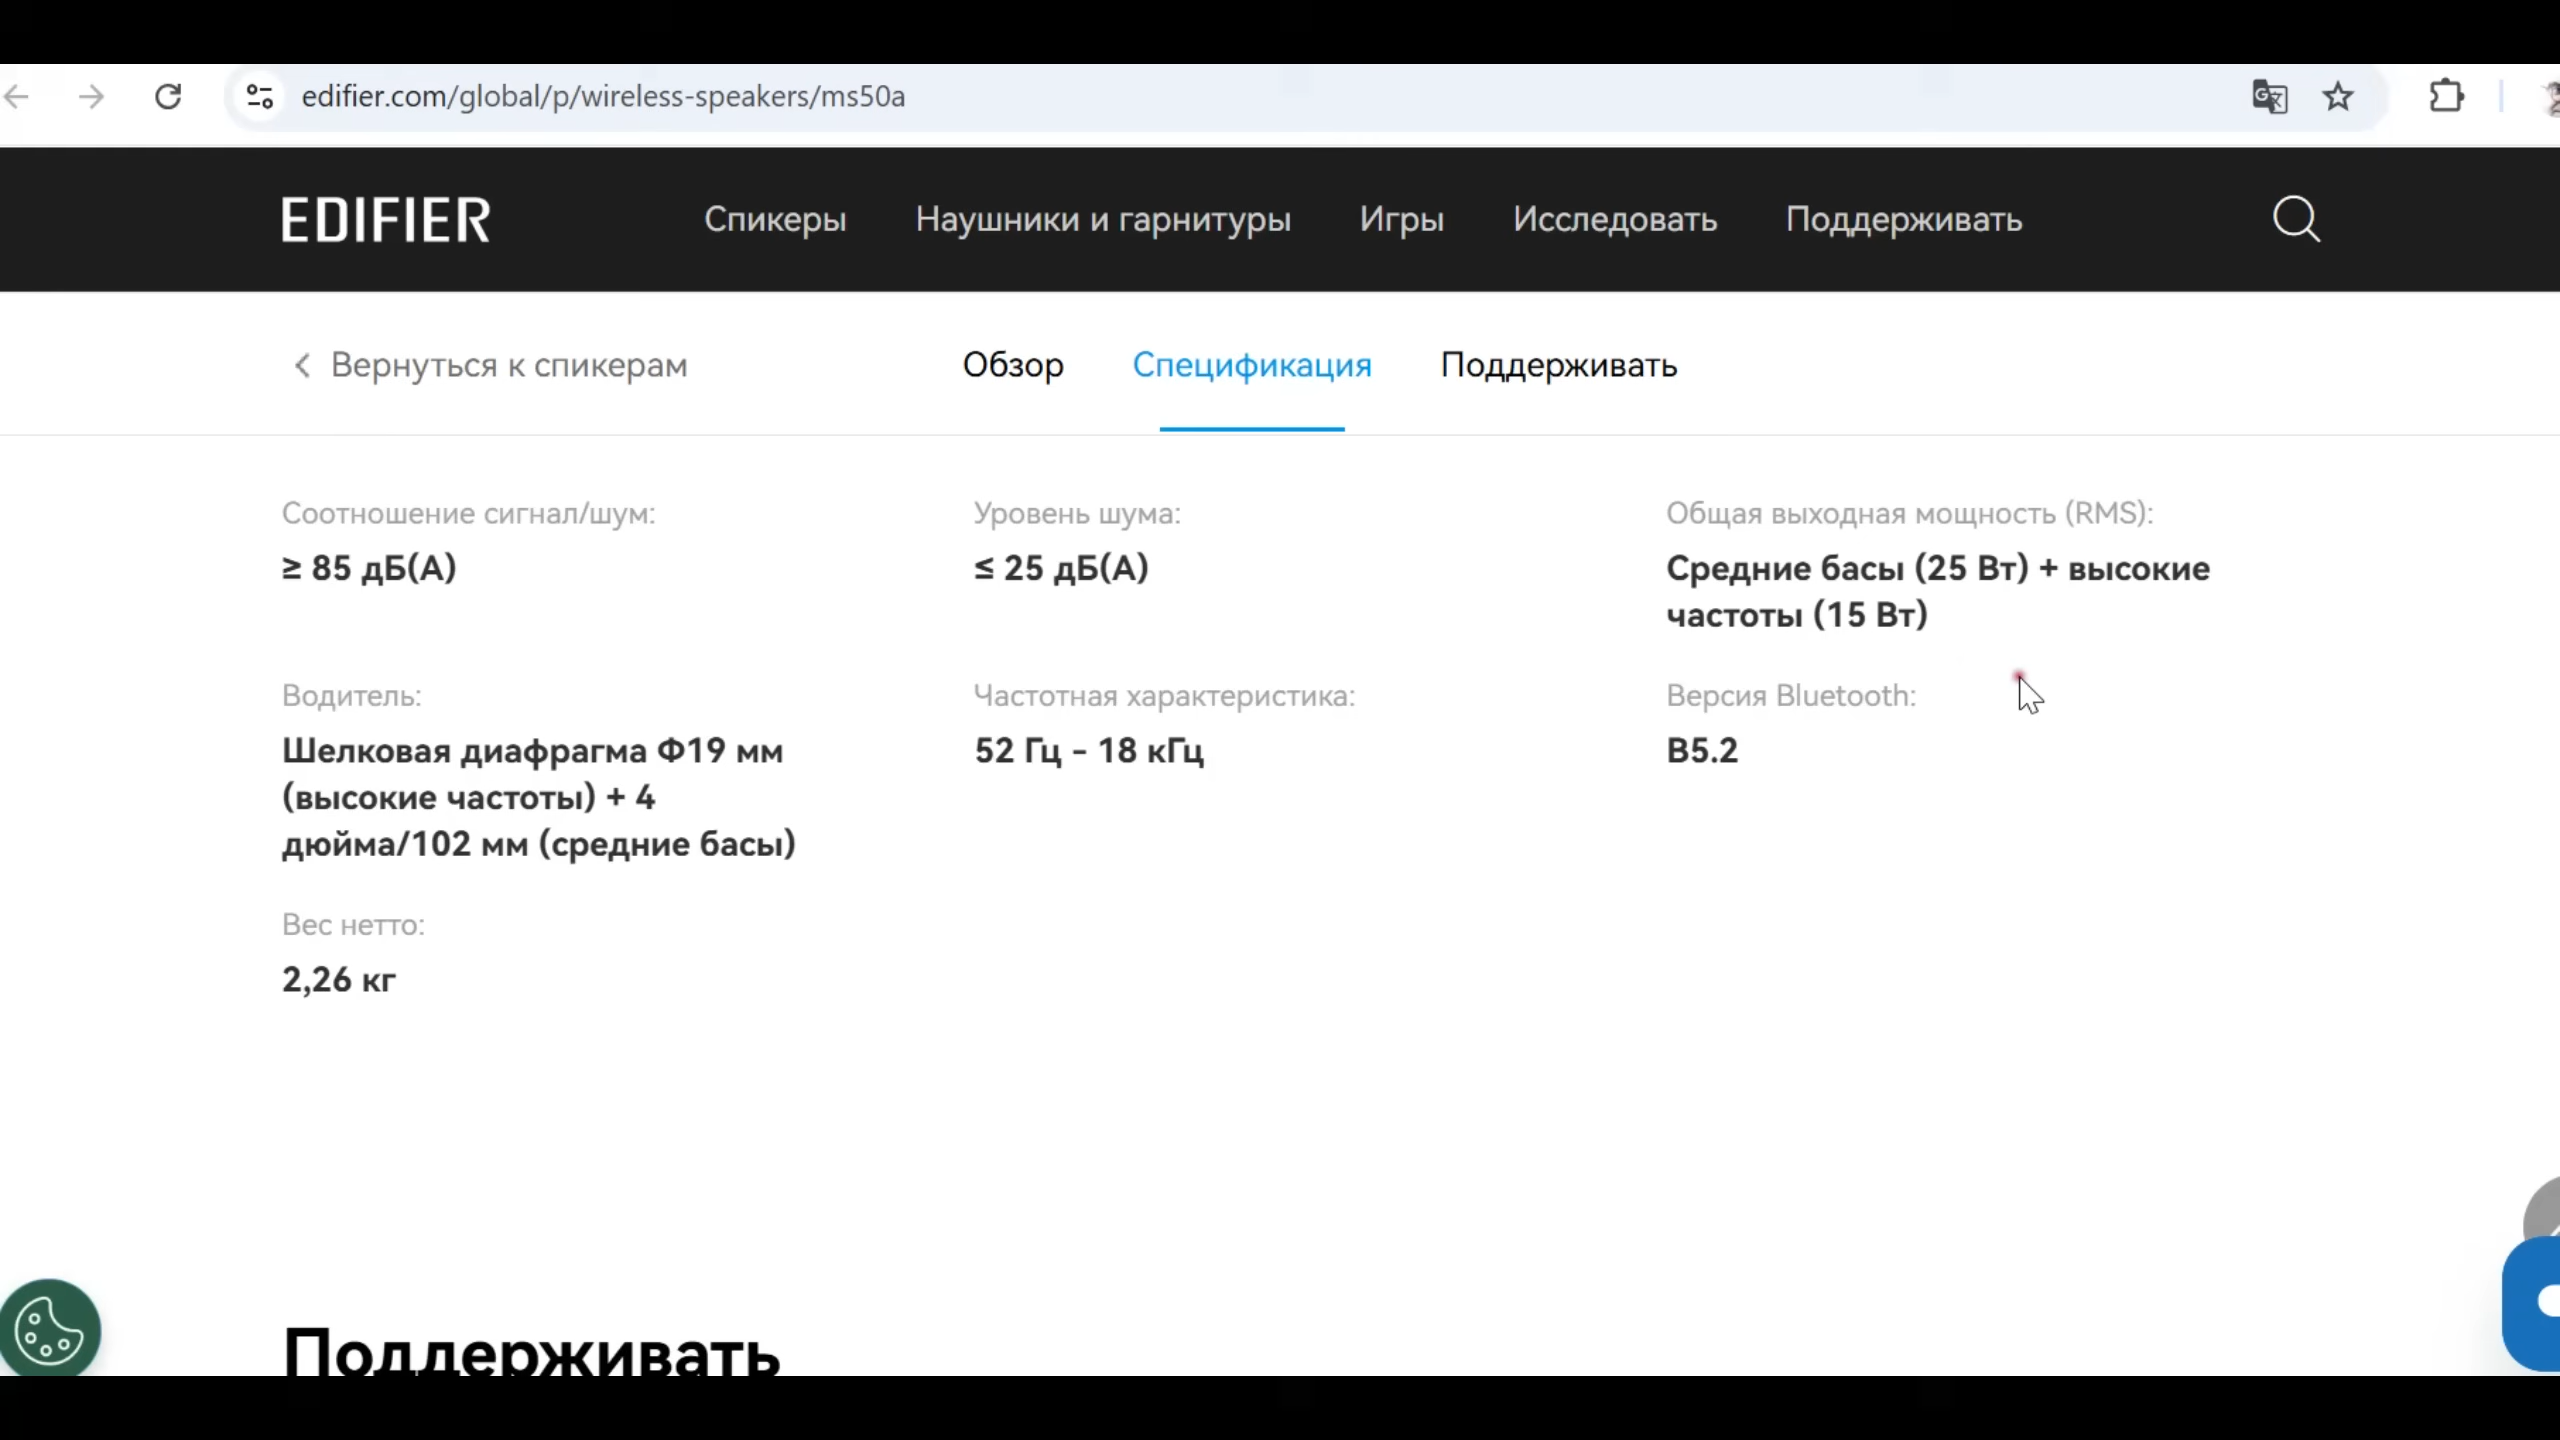 edifier.com/global/p/wireless-speakers/ms50a
EDIFIER
Спикеры
Наушники и гарнитуры
Игры
Исследовать
Поддерживать
Вернуться к спикерам
Обзор
Спецификация
Поддерживать
Соотношение сигнал/шум:
≥ 85 дБ(А)
Уровень шума:
≤ 25 дБ(А)
Общая выходная мощность (RMS):
Средние басы (25 Вт) + высокие
частоты (15 Вт)
Водитель:
Шелковая диафрагма Φ19 мм
(высокие частоты) + 4
дюйма/102 мм (средние басы)
Частотная характеристика:
52 Гц - 18 кГц
Версия Bluetooth:
B5.2
Вес нетто:
2,26 кг
Поддерживать